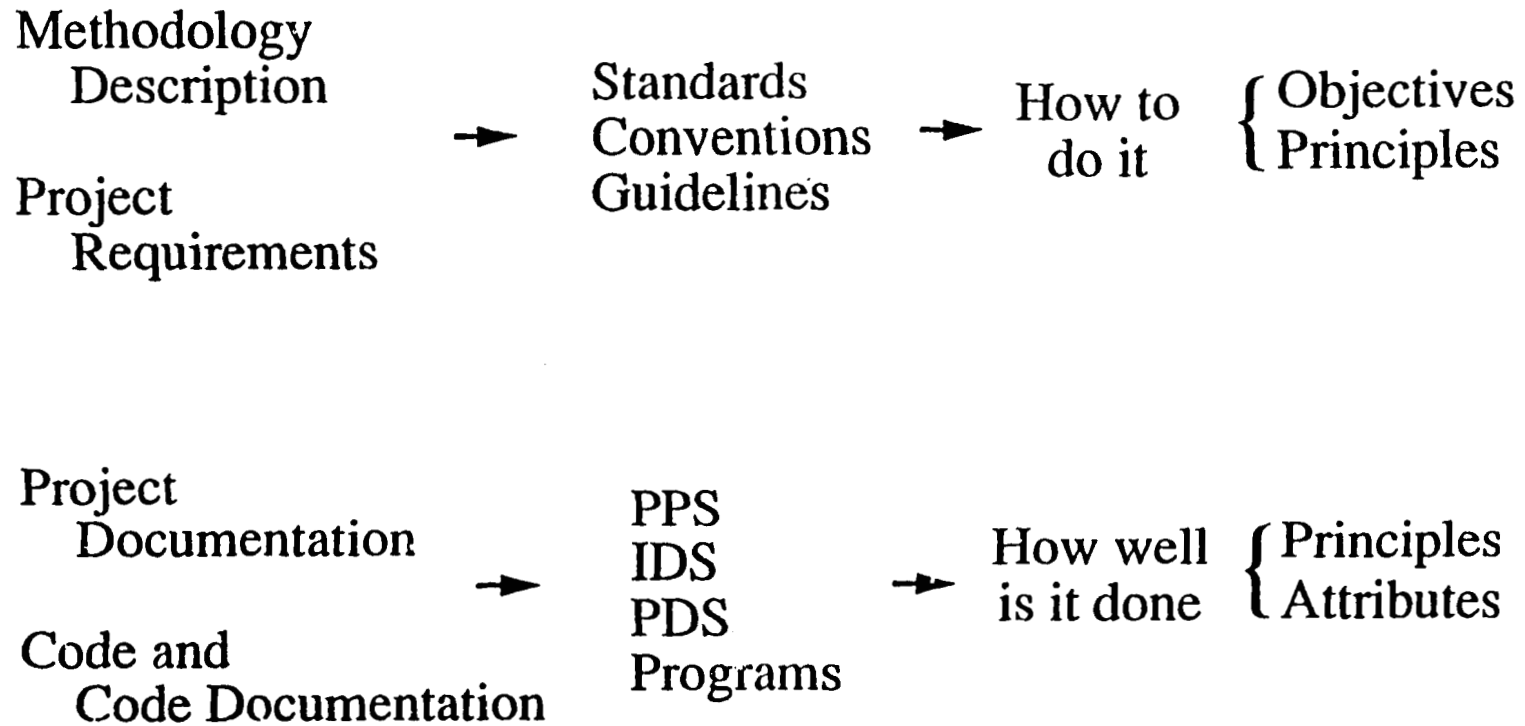 Methodology
Description
Project
Requirements
Standards
Conventions
Guidelines
How to
do it
Objectives
Principles
Project
Documentation
Code and
Code Documentation
PPS
IDS
PDS
Programs
How well
is it done
Principles
Attributes